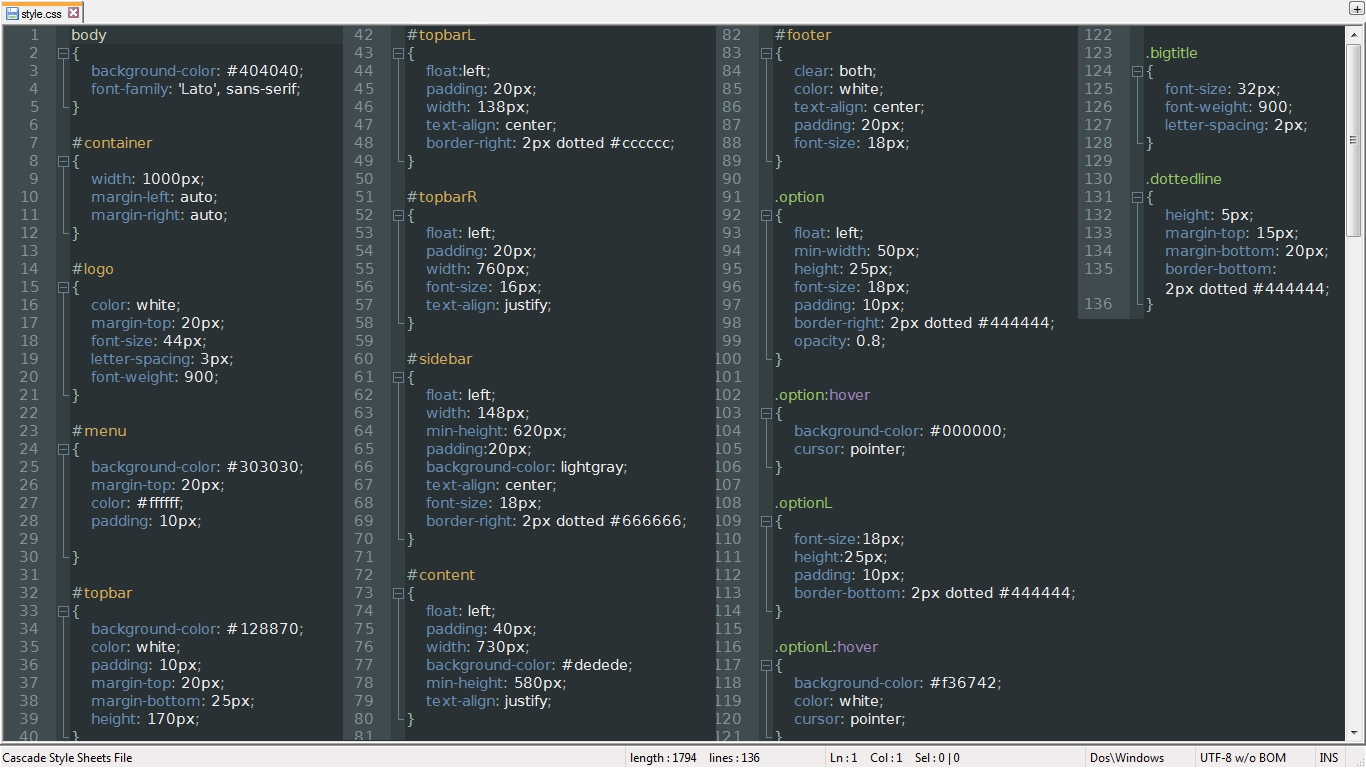 style.css
1 body
2 {
3 background-color: #404040;
4 font-family: 'Lato', sans-serif;
5 }
6
7 #container
8 {
9 width: 1000px;
10 margin-left: auto;
11 margin-right: auto;
12 }
13
14 #logo
15 {
16 color: white;
17 margin-top: 20px;
18 font-size: 44px;
19 letter-spacing: 3px;
20 font-weight: 900;
21 }
22
23 #menu
24 {
25 background-color: #303030;
26 margin-top: 20px;
27 color: #ffffff;
28 padding: 10px;
29
30 }
31
32 #topbar
33 {
34 background-color: #128870;
35 color: white;
36 padding: 10px;
37 margin-top: 20px;
38 margin-bottom: 25px;
39 height: 170px;
40 }
42 #topbarL
43 {
44 float:left;
45 padding: 20px;
46 width: 138px;
47 text-align: center;
48 border-right: 2px dotted #cccccc;
49 }
50
51 #topbarR
52 {
53 float: left;
54 padding: 20px;
55 width: 760px;
56 font-size: 16px;
57 text-align: justify;
58 }
59
60 #sidebar
61 {
62 float: left;
63 width: 148px;
64 min-height: 620px;
65 padding:20px;
66 background-color: lightgray;
67 text-align: center;
68 font-size: 18px;
69 border-right: 2px dotted #666666;
70 }
71
72 #content
73 {
74 float: left;
75 padding: 40px;
76 width: 730px;
77 background-color: #dedede;
78 min-height: 580px;
79 text-align: justify;
80 }
81
82 #footer
83 {
84 clear: both;
85 color: white;
86 text-align: center;
87 padding: 20px;
88 font-size: 18px;
89 }
90
91 .option
92 {
93 float: left;
94 min-width: 50px;
95 height: 25px;
96 font-size: 18px;
97 padding: 10px;
98 border-right: 2px dotted #444444;
99 opacity: 0.8;
100 }
101
102 .option:hover
103 {
104 background-color: #000000;
105 cursor: pointer;
106 }
107
108 .optionL
109 {
110 font-size:18px;
111 height:25px;
112 padding: 10px;
113 border-bottom: 2px dotted #444444;
114 }
115
116 .optionL:hover
117 {
118 background-color: #f36742;
119 color: white;
120 cursor: pointer;
121 }
122
123 .bigtitle
124 {
125 font-size: 32px;
126 font-weight: 900;
127 letter-spacing: 2px;
128 }
129
130 .dottedline
131 {
132 height: 5px;
133 margin-top: 15px;
134 margin-bottom: 20px;
135 border-bottom:
2px dotted #444444;
136 }
Cascade Style Sheets File length : 1794 lines : 136 Ln : 1 Col : 1 Sel : 0 | 0 Dos\Windows UTF-8 w/o BOM INS